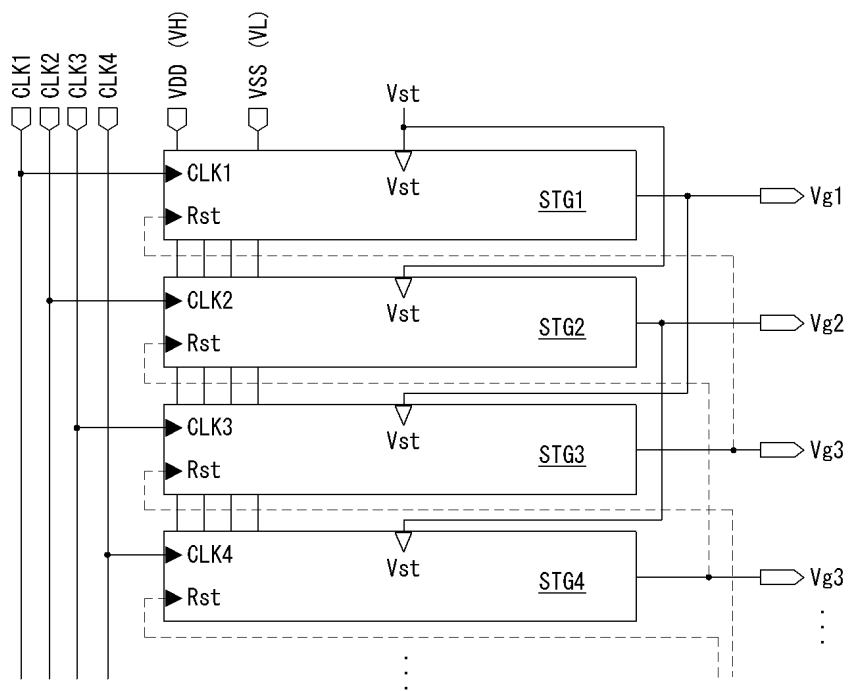 CLK1
CLK2
CLK3
CLK4
VDD (VH)
VSS (VL)
Vst
CLK1
Vst
STG1
Rst
Vg1
CLK2
Vst
STG2
Rst
Vg2
CLK3
Vst
STG3
Rst
Vg3
CLK4
Vst
STG4
Rst
Vg3